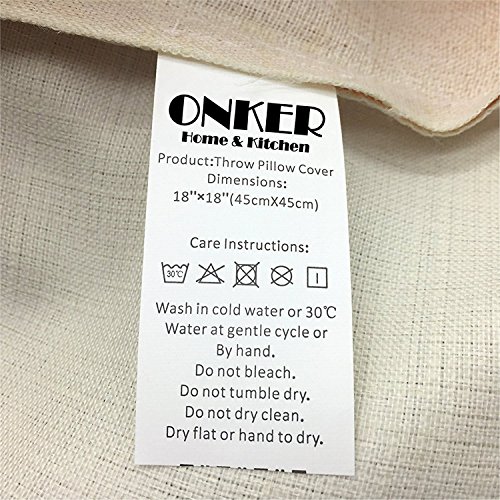 ONKER
Home & Kitchen
Product:Throw Pillow Cover
Dimensions:
18"×18"(45cmX45cm)
Care Instructions:
30℃
Wash in cold water or 30℃
Water at gentle cycle or
By hand.
Do not bleach.
Do not tumble dry.
Do not dry clean.
Dry flat or hand to dry.